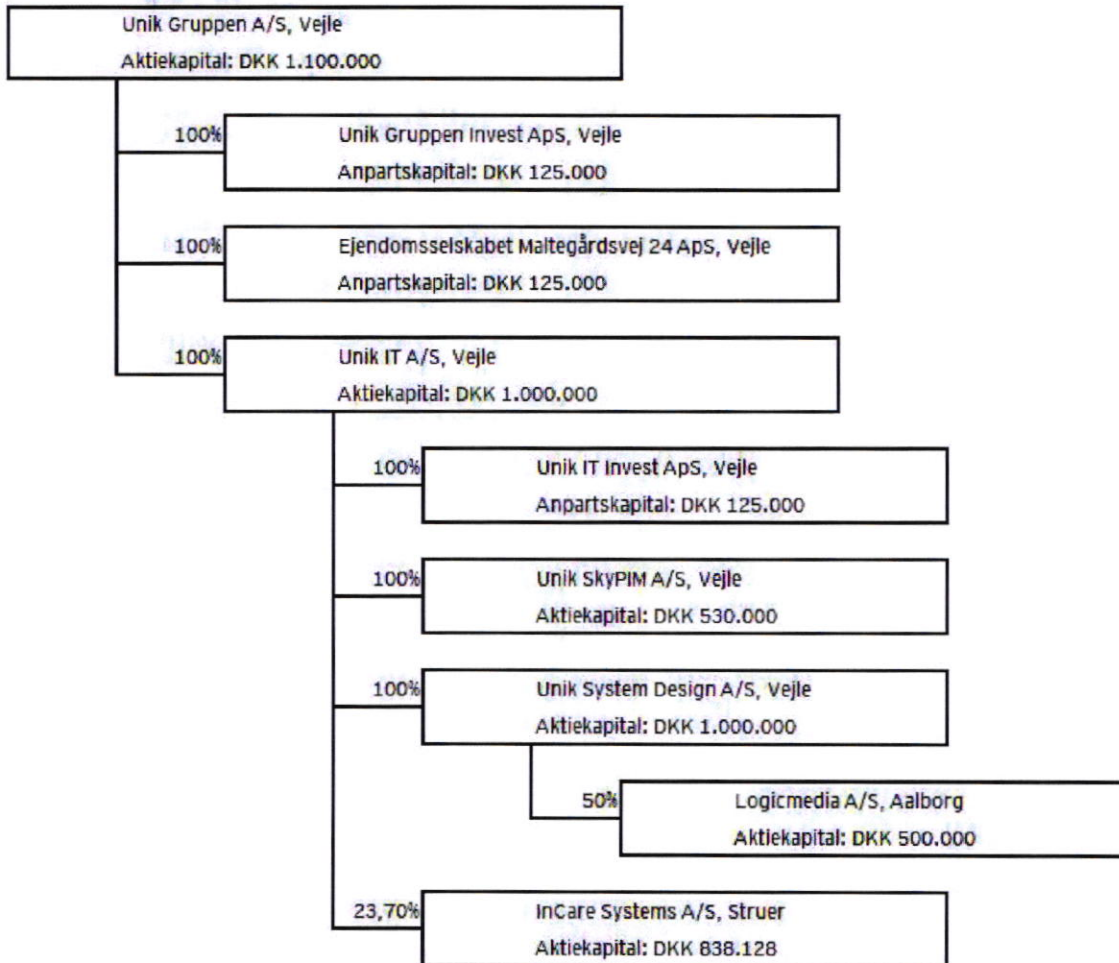 Unik Gruppen A/S, Vejle
Aktiekapital: DKK 1.100.000
100%
Unik Gruppen Invest ApS, Vejle
Anpartskapital: DKK 125.000
100%
Ejendomsselskabet Maltegårdsvej 24 ApS, Vejle
Anpartskapital: DKK 125.000
100%
Unik IT A/S, Vejle
Aktiekapital: DKK 1.000.000
100%
Unik IT Invest ApS, Vejle
Anpartskapital: DKK 125.000
100%
Unik SkyPIM A/S, Vejle
Aktiekapital: DKK 530.000
100%
Unik System Design A/S, Vejle
Aktiekapital: DKK 1.000.000
50%
Logicmedia A/S, Aalborg
Aktiekapital: DKK 500.000
23,70%
InCare Systems A/S, Struer
Aktiekapital: DKK 838.128